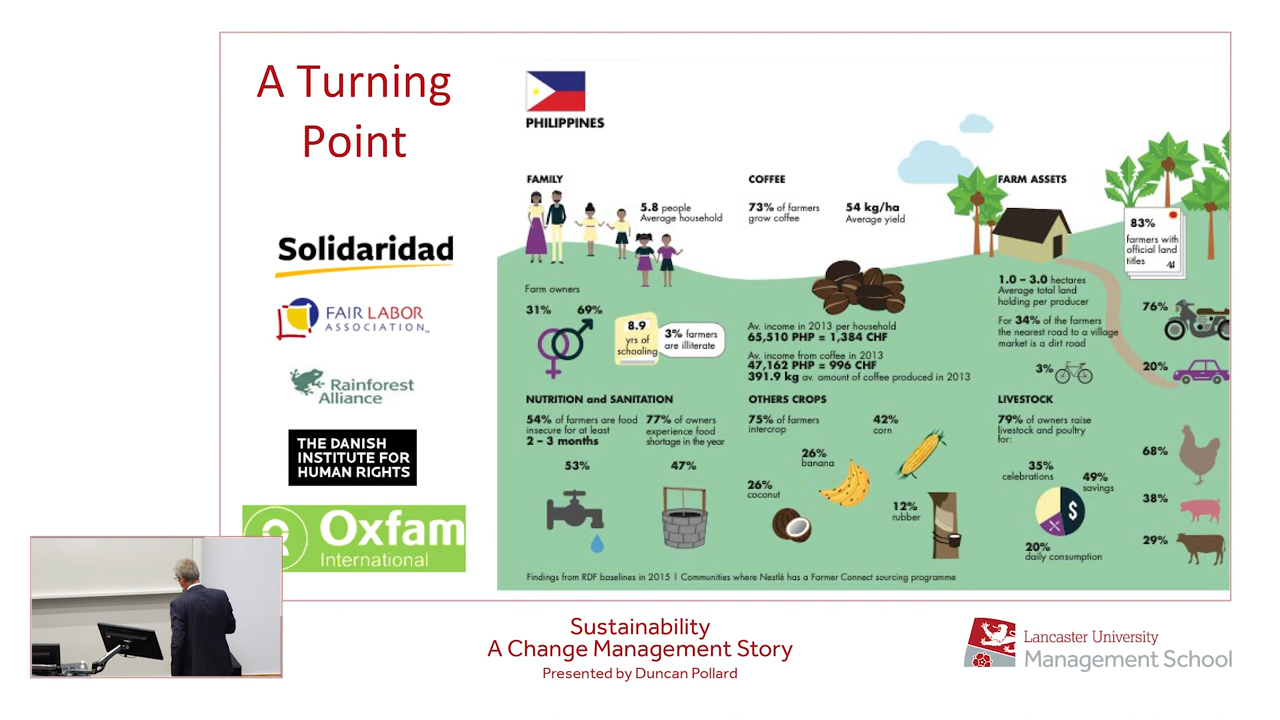 A Turning
Point
Solidaridad
FAIR LABOR
ASSOCIATION
Rainforest
Alliance
THE DANISH
INSTITUTE FOR
HUMAN RIGHTS
Oxfam
International
PHILIPPINES
FAMILY
5.8 people
Average household
Farm owners
31% 69%
8.9
yrs of
schooling
3% farmers
are illiterate
COFFEE
73% of farmers
grow coffee
54 kg/ha
Average yield
Av. income in 2013 per household
65,510 PHP = 1,384 CHF
Av. income from coffee in 2013
47,162 PHP = 996 CHF
391.9 kg av. amount of coffee produced in 2013
FARM ASSETS
83%
farmers with
official land
titles
1.0 – 3.0 hectares
Average total land
holding per producer
For 34% of the farmers
the nearest road to a village
market is a dirt road
76%
3%
20%
NUTRITION and SANITATION
54% of farmers are food
insecure for at least
2 – 3 months
77% of owners
experience food
shortage in the year
53%
47%
OTHERS CROPS
75% of farmers
intercrop
42%
corn
26%
banana
26%
coconut
12%
rubber
LIVESTOCK
79% of owners raise
livestock and poultry
for:
35%
celebrations
49%
savings
$
20%
daily consumption
68%
38%
29%
Findings from RDF baselines in 2015 | Communities where Nestlé has a Farmer Connect sourcing programme
Sustainability
A Change Management Story
Presented by Duncan Pollard
Lancaster University
Management School